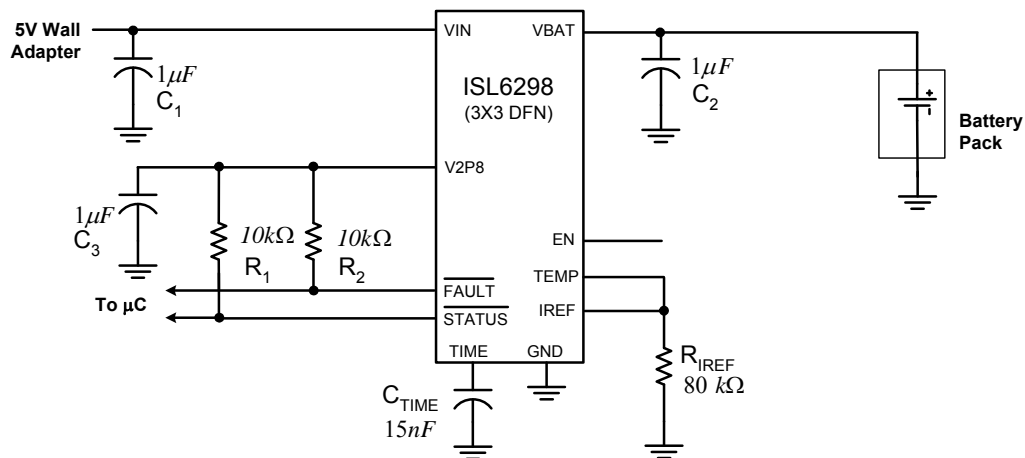 5V Wall
Adapter
1μF
C1
VIN
VBAT
ISL6298
(3X3 DFN)
1μF
C2
Battery
Pack
V2P8
1μF
C3
10kΩ
R1
10kΩ
R2
EN
TEMP
IREF
FAULT
STATUS
To μC
TIME
GND
CTIME
15nF
RIREF
80 kΩ